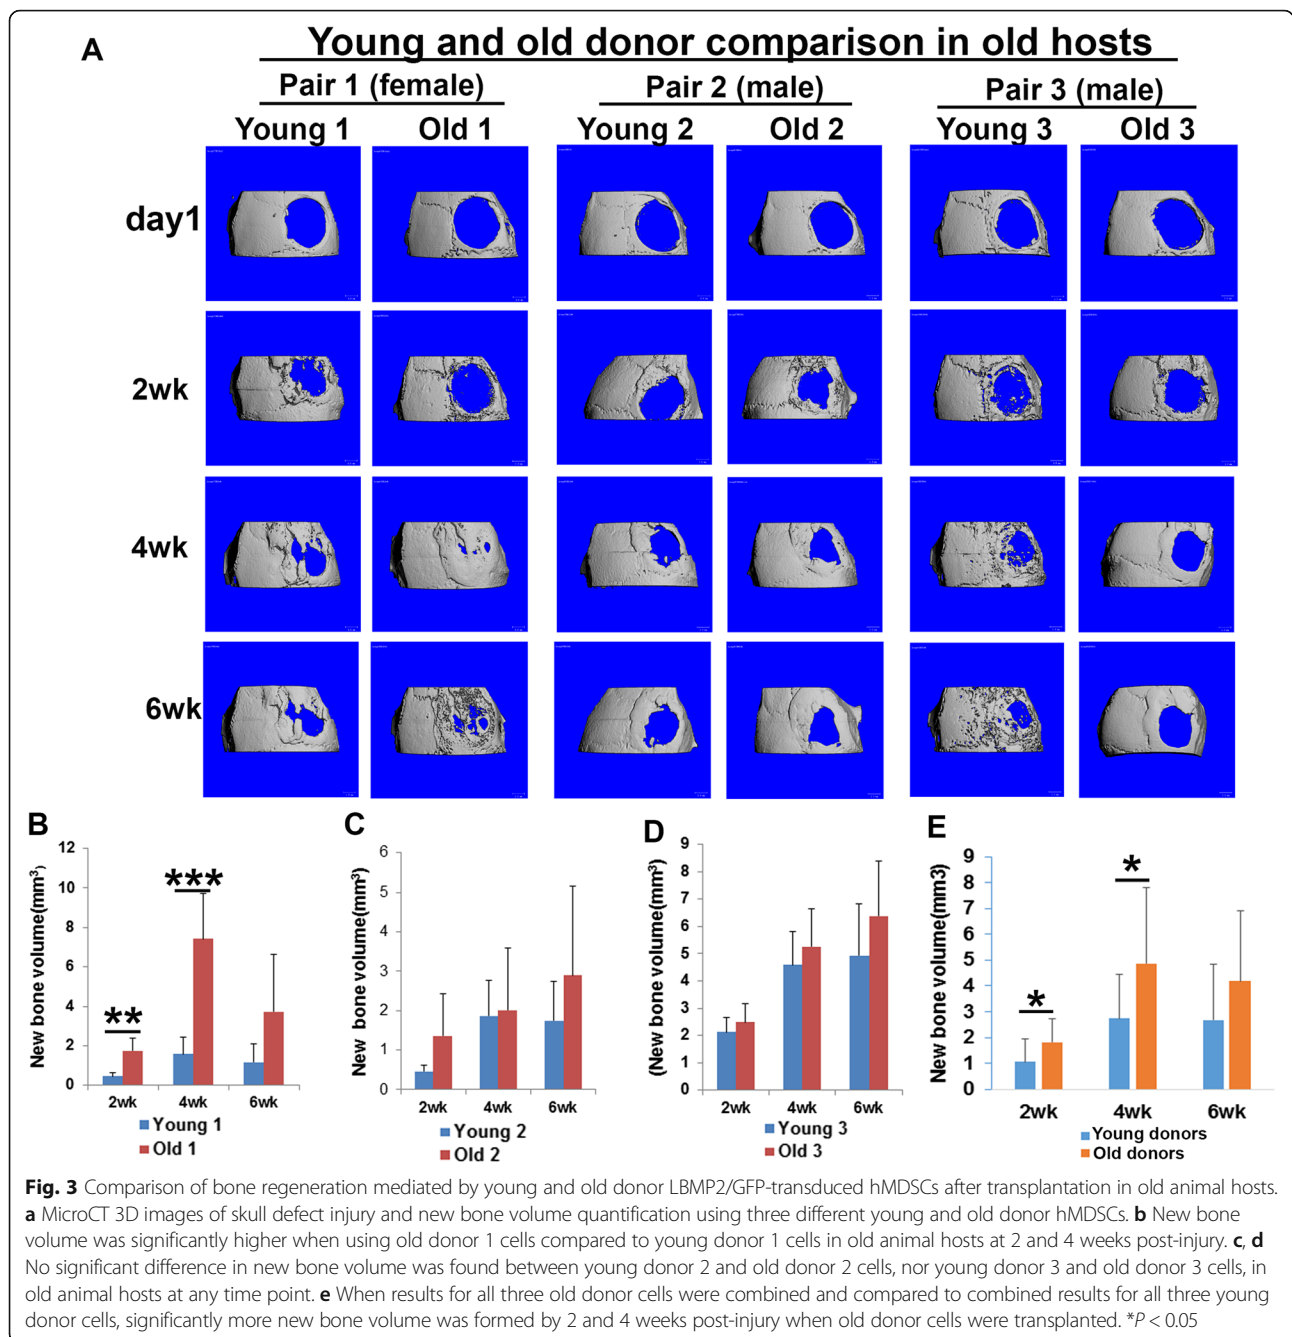 A
Young and old donor comparison in old hosts
Pair 1 (female)
Pair 2 (male)
Pair 3 (male)
Young 1
Old 1
Young 2
Old 2
Young 3
Old 3
day1
2wk
4wk
6wk
B
New bone volume(mm³)
12
10
8
6
4
2
0
**
***
2wk
4wk
6wk
Young 1
Old 1
C
New bone volume(mm³)
6
5
4
3
2
1
0
2wk
4wk
6wk
Young 2
Old 2
D
(New bone volume(mm³)
9
8
7
6
5
4
3
2
1
0
2wk
4wk
6wk
Young 3
Old 3
E
New bone volume(mm3)
9
8
7
6
5
4
3
2
1
0
*
*
2wk
4wk
6wk
Young donors
Old donors
Fig. 3 Comparison of bone regeneration mediated by young and old donor LBMP2/GFP-transduced hMDSCs after transplantation in old animal hosts.
a MicroCT 3D images of skull defect injury and new bone volume quantification using three different young and old donor hMDSCs. b New bone
volume was significantly higher when using old donor 1 cells compared to young donor 1 cells in old animal hosts at 2 and 4 weeks post-injury. c, d
No significant difference in new bone volume was found between young donor 2 and old donor 2 cells, nor young donor 3 and old donor 3 cells, in
old animal hosts at any time point. e When results for all three old donor cells were combined and compared to combined results for all three young
donor cells, significantly more new bone volume was formed by 2 and 4 weeks post-injury when old donor cells were transplanted. *P < 0.05